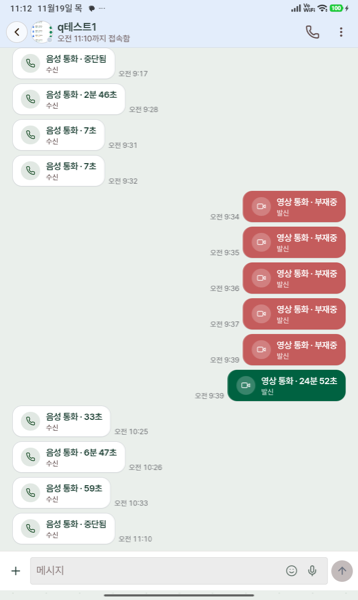 11:12 11월19일 목
100
q테스트1
오전 11:10까지 접속함
음성 통화 · 중단됨
수신
오전 9:17
음성 통화 · 2분 46초
수신
오전 9:28
음성 통화 · 7초
수신
오전 9:31
음성 통화 · 7초
수신
오전 9:32
영상 통화 · 부재중
발신
오전 9:34
영상 통화 · 부재중
발신
오전 9:35
영상 통화 · 부재중
발신
오전 9:36
영상 통화 · 부재중
발신
오전 9:37
영상 통화 · 부재중
발신
오전 9:39
영상 통화 · 24분 52초
발신
오전 9:39
음성 통화 · 33초
수신
오전 10:25
음성 통화 · 6분 47초
수신
오전 10:26
음성 통화 · 59초
수신
오전 10:33
음성 통화 · 중단됨
수신
오전 11:10
메시지